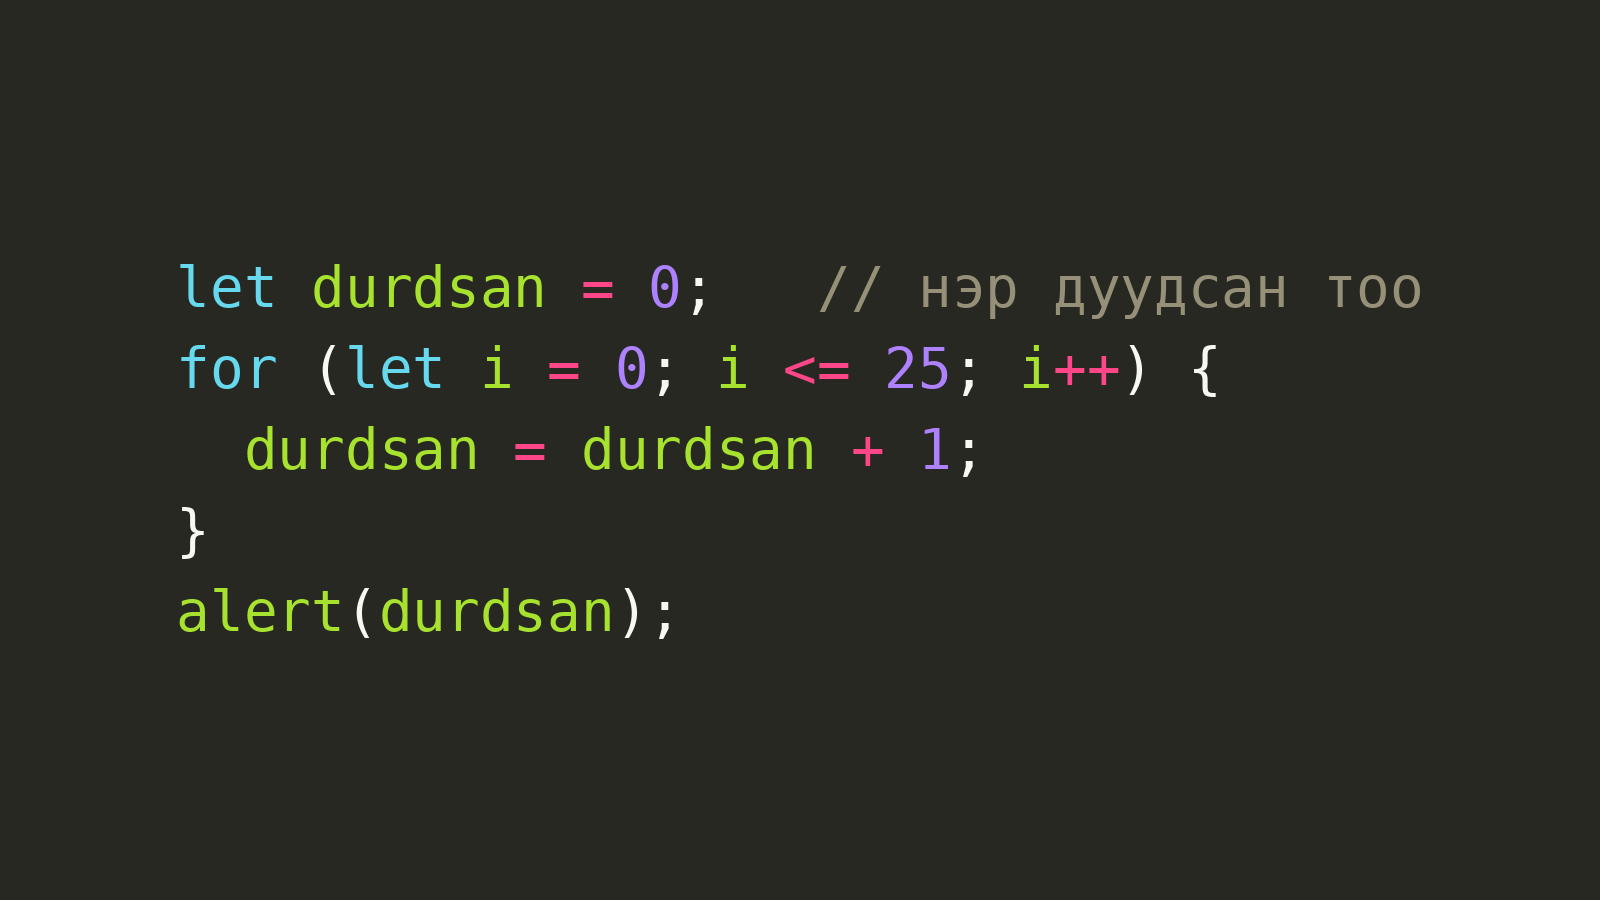 let durdsan = 0;   // нэр дуудсан тоо
for (let i = 0; i <= 25; i++) {
  durdsan = durdsan + 1;
}
alert(durdsan);